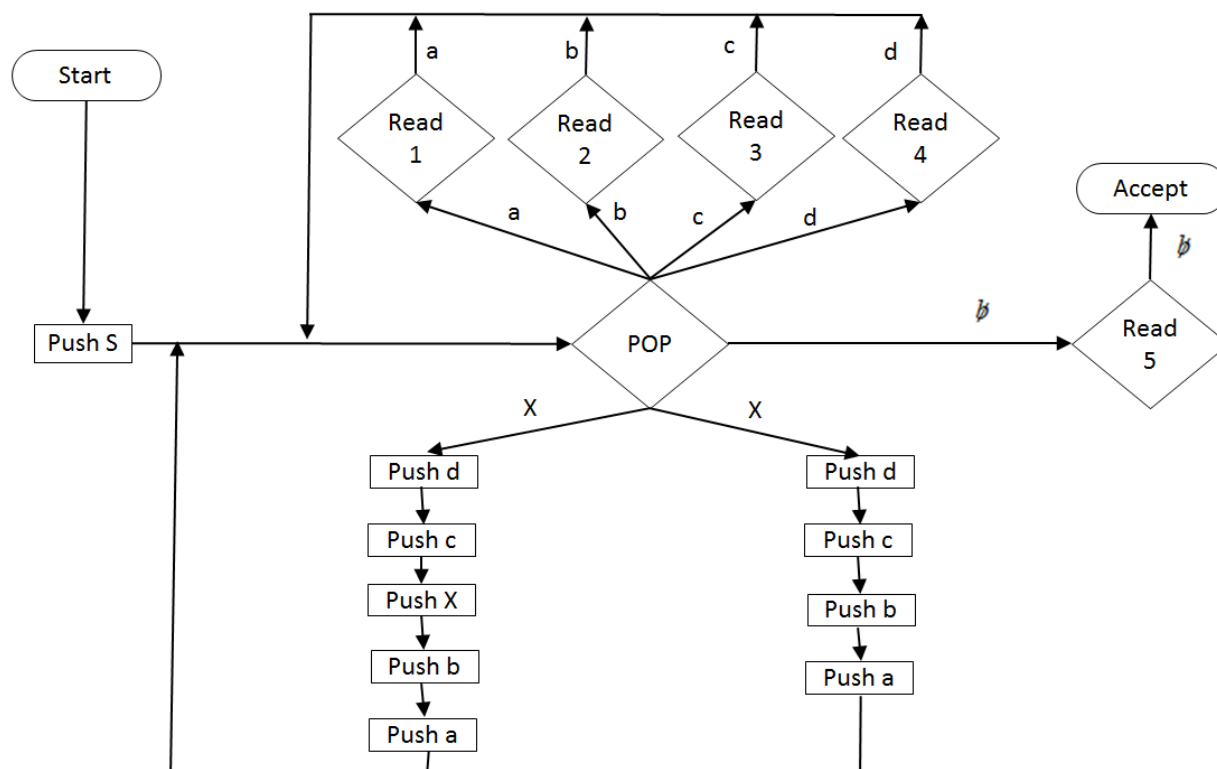 a
b
c
d
Start
Read
1
Read
2
Read
3
Read
4
Accept
a
b
c
d
ƀ
ƀ
Push S
POP
Read
5
X
X
Push d
Push d
Push c
Push c
Push X
Push b
Push b
Push a
Push a